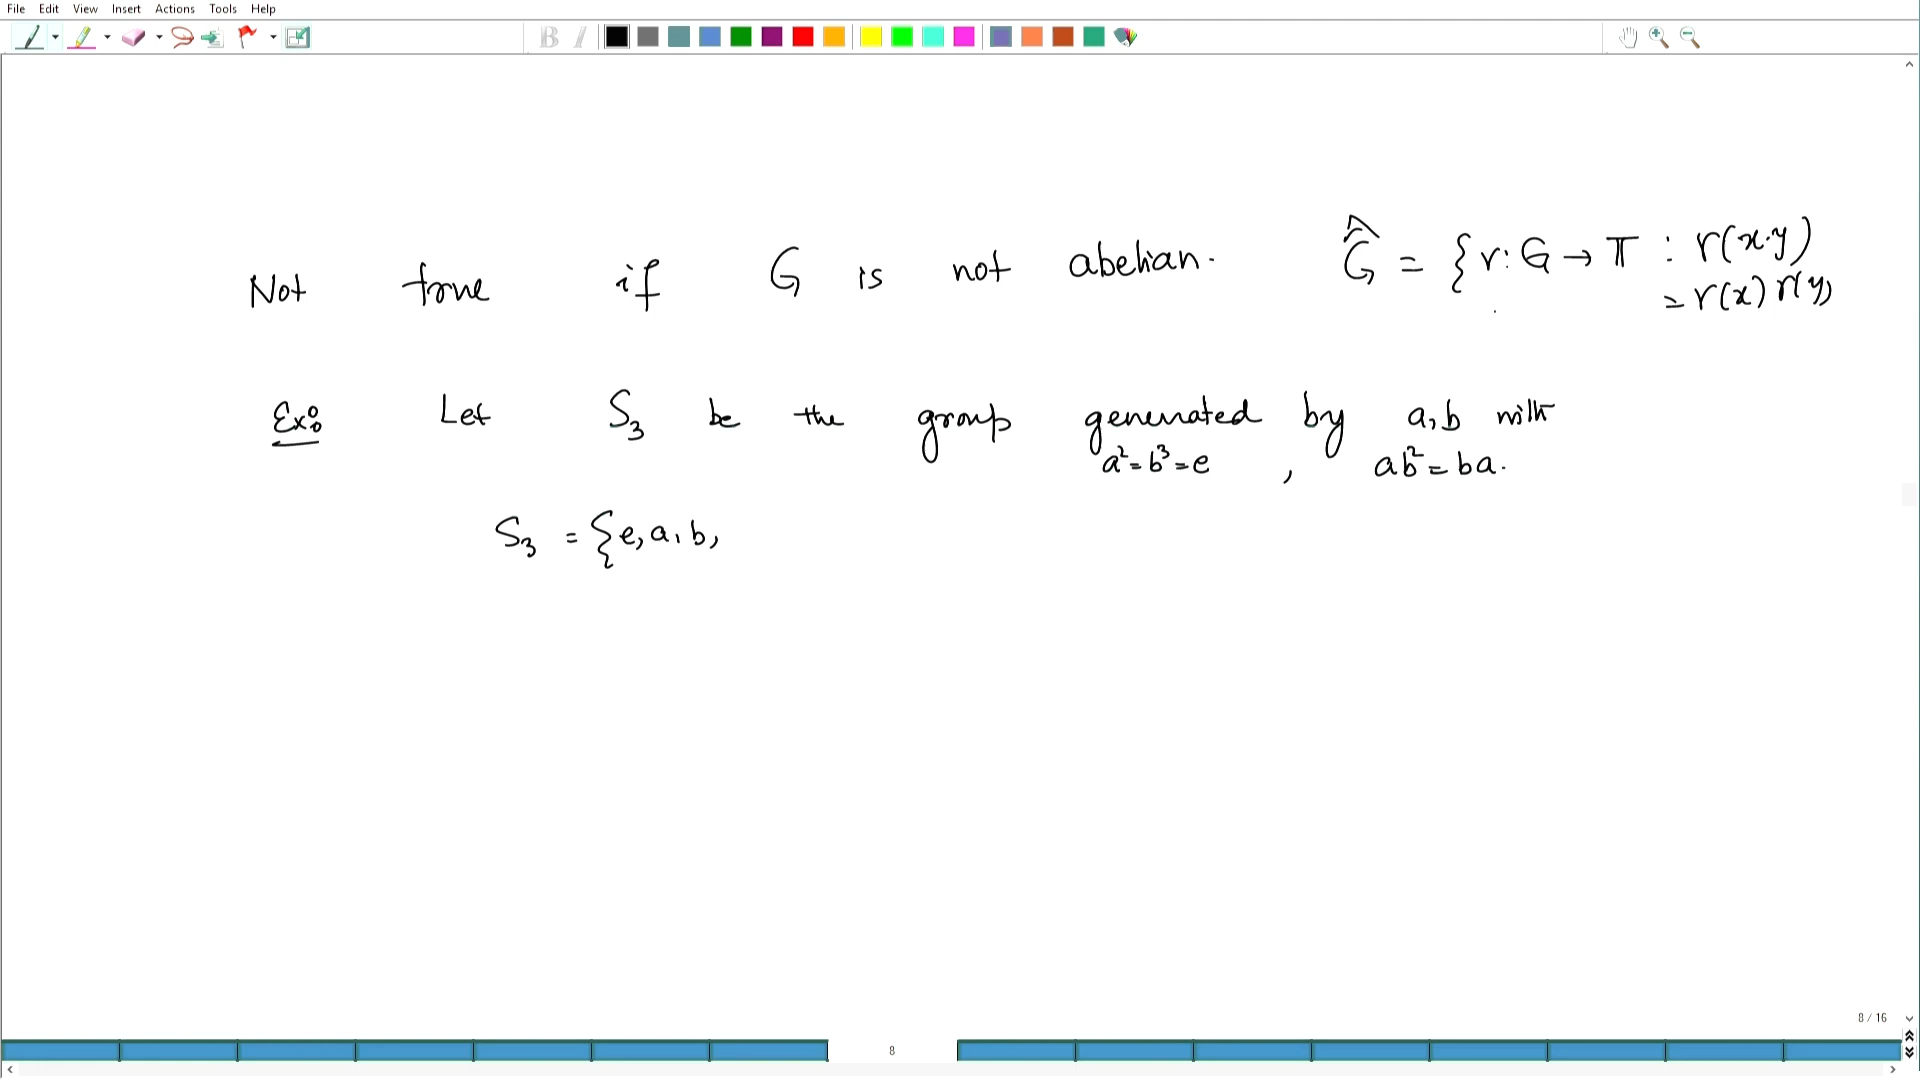 File Edit View Insert Actions Tools Help
B I
Not true if G is not abelian. Ĝ = {r: G → 𝕋 : r(x·y)
= r(x) r(y)
Ex: Let S₃ be the group generated by a, b with
a² = b³ = e , ab² = ba.
S₃ = {e, a, b,
8 / 16
8